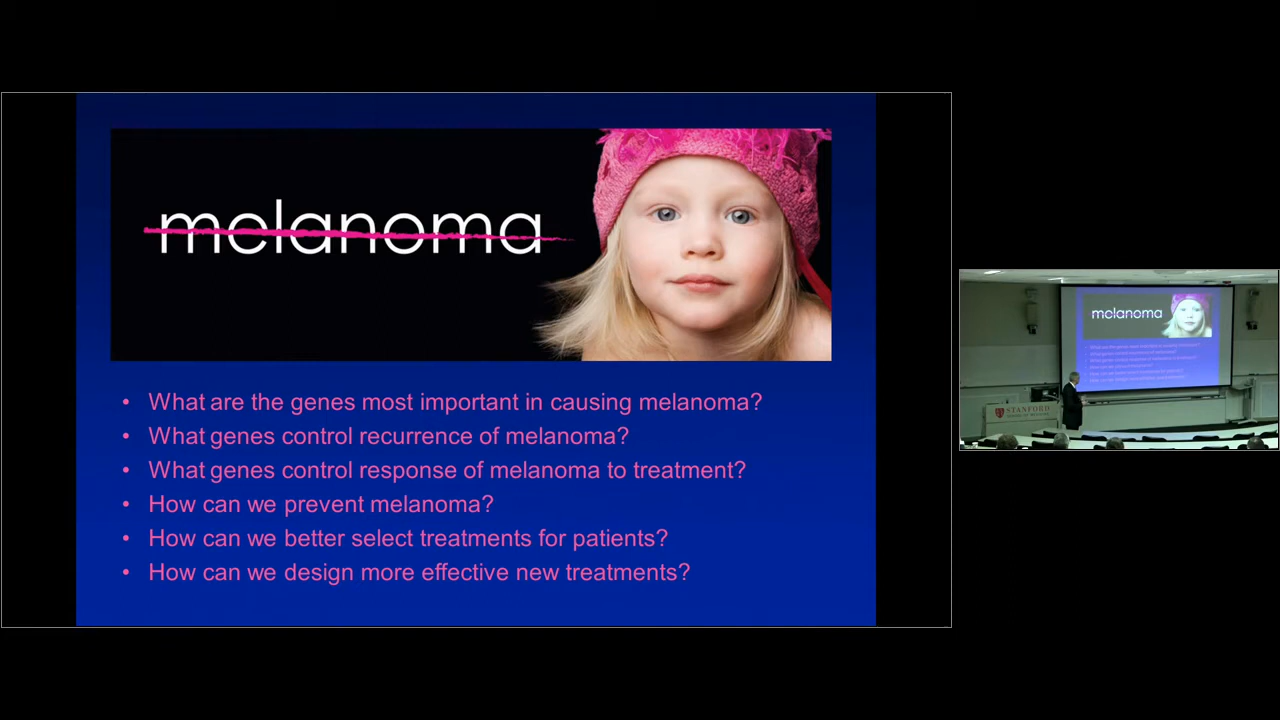 melanoma
• What are the genes most important in causing melanoma?
• What genes control recurrence of melanoma?
• What genes control response of melanoma to treatment?
• How can we prevent melanoma?
• How can we better select treatments for patients?
• How can we design more effective new treatments?
melanoma
STANFORD